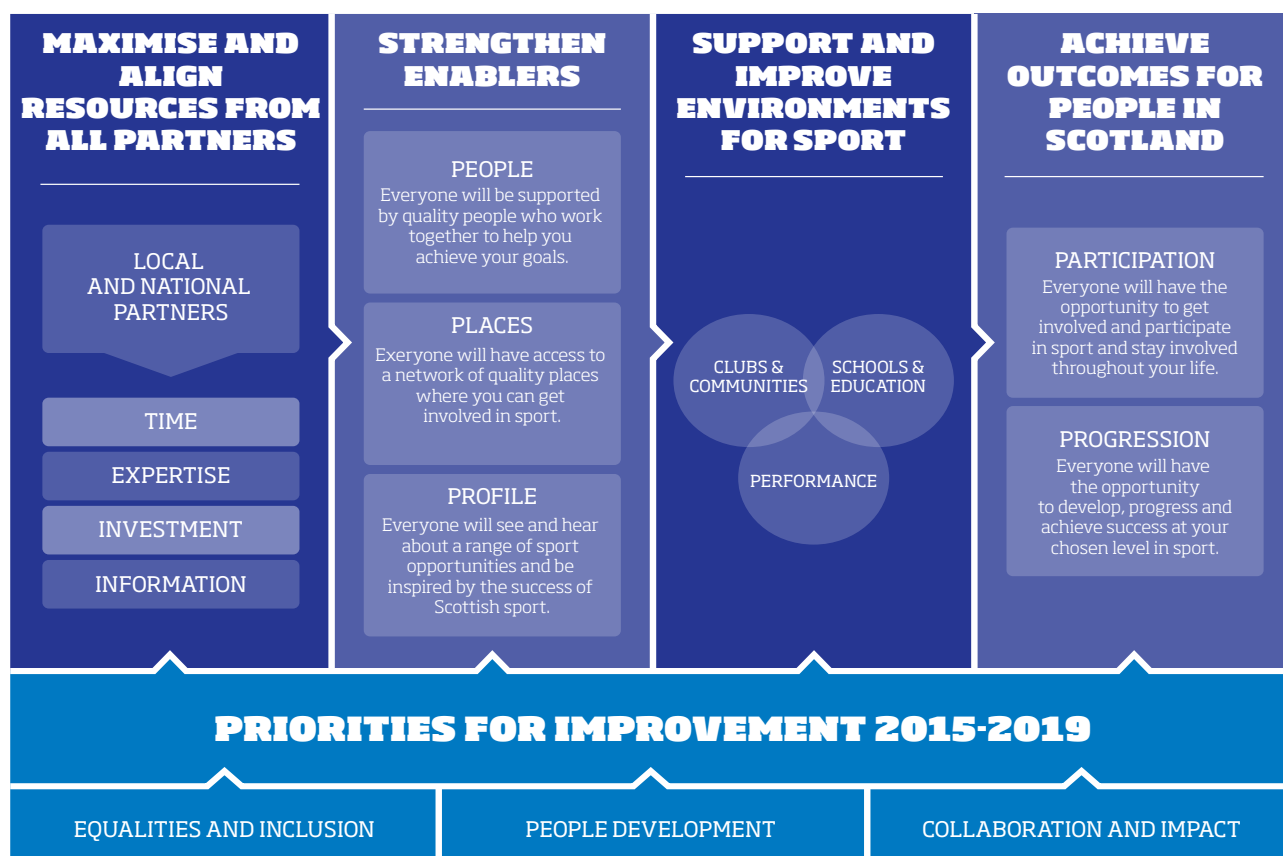 MAXIMISE AND
ALIGN
RESOURCES FROM
ALL PARTNERS
LOCAL
AND NATIONAL
PARTNERS
TIME
EXPERTISE
INVESTMENT
INFORMATION
STRENGTHEN
ENABLERS
PEOPLE
Everyone will be supported
by quality people who work
together to help you
achieve your goals.
PLACES
Exeryone will have access to
a network of quality places
where you can get
involved in sport.
PROFILE
Everyone will see and hear
about a range of sport
opportunities and be
inspired by the success of
Scottish sport.
SUPPORT AND
IMPROVE
ENVIRONMENTS
FOR SPORT
CLUBS &
COMMUNITIES
SCHOOLS &
EDUCATION
PERFORMANCE
ACHIEVE
OUTCOMES FOR
PEOPLE IN
SCOTLAND
PARTICIPATION
Everyone will have the
opportunity to get
involved and participate
in sport and stay involved
throughout your life.
PROGRESSION
Everyone will have
the opportunity
to develop, progress and
achieve success at your
chosen level in sport.
PRIORITIES FOR IMPROVEMENT 2015-2019
EQUALITIES AND INCLUSION
PEOPLE DEVELOPMENT
COLLABORATION AND IMPACT